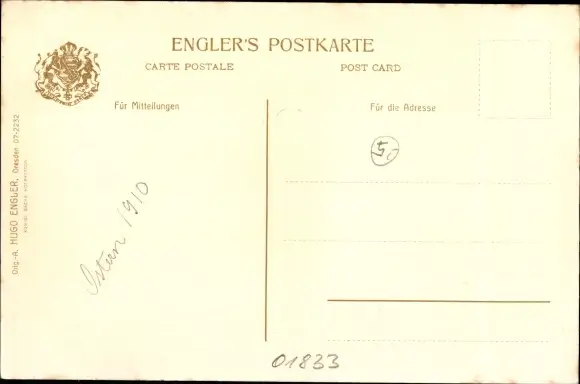 ENGLER'S POSTKARTE
CARTE POSTALE
POST CARD
Für Mitteilungen
Für die Adresse
50
Orig.-A. HUGO ENGLER, Dresden 07-2232
Ostern 1910
01833